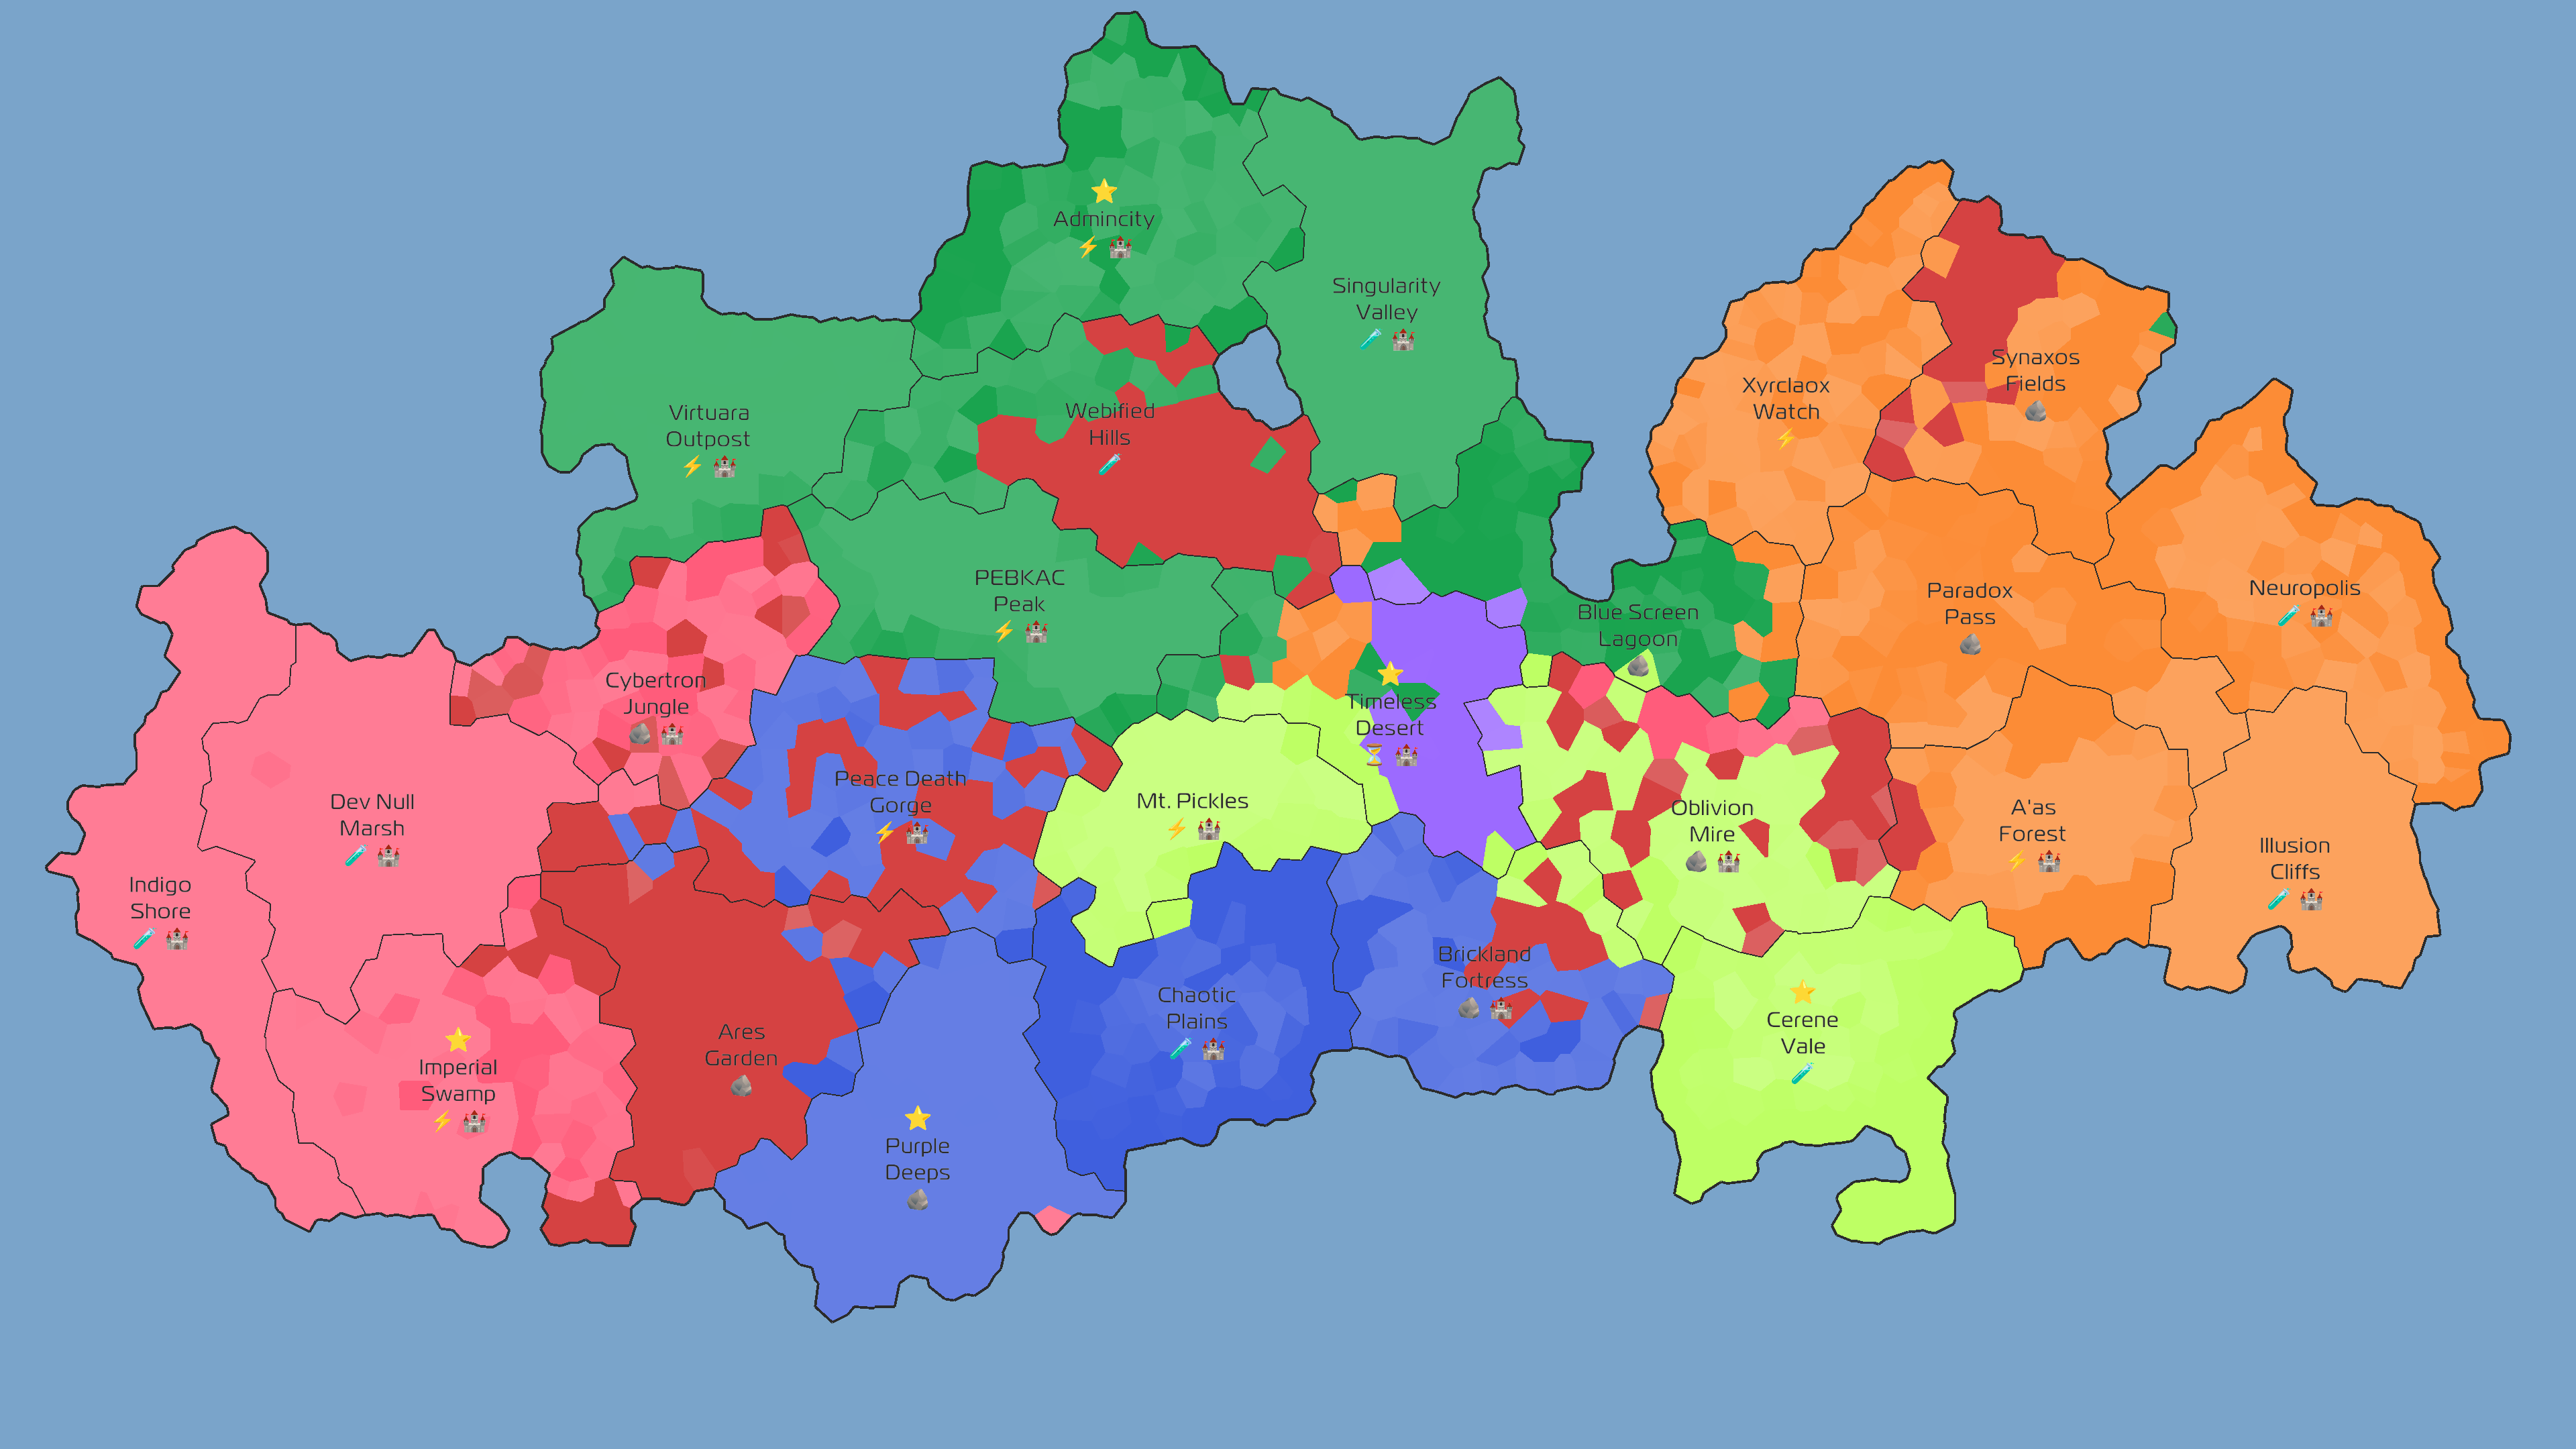 Admincity
Singularity
Valley
Virtuara
Outpost
Webified
Hills
Xyrclaox
Watch
Synaxos
Fields
PEBKAC
Peak
Blue Screen
Lagoon
Paradox
Pass
Neuropolis
Cybertron
Jungle
Timeless
Desert
Peace Death
Gorge
Mt. Pickles
Dev Null
Marsh
Oblivion
Mire
A'as
Forest
Illusion
Cliffs
Indigo
Shore
Brickland
Fortress
Chaotic
Plains
Cerene
Vale
Ares
Garden
Imperial
Swamp
Purple
Deeps